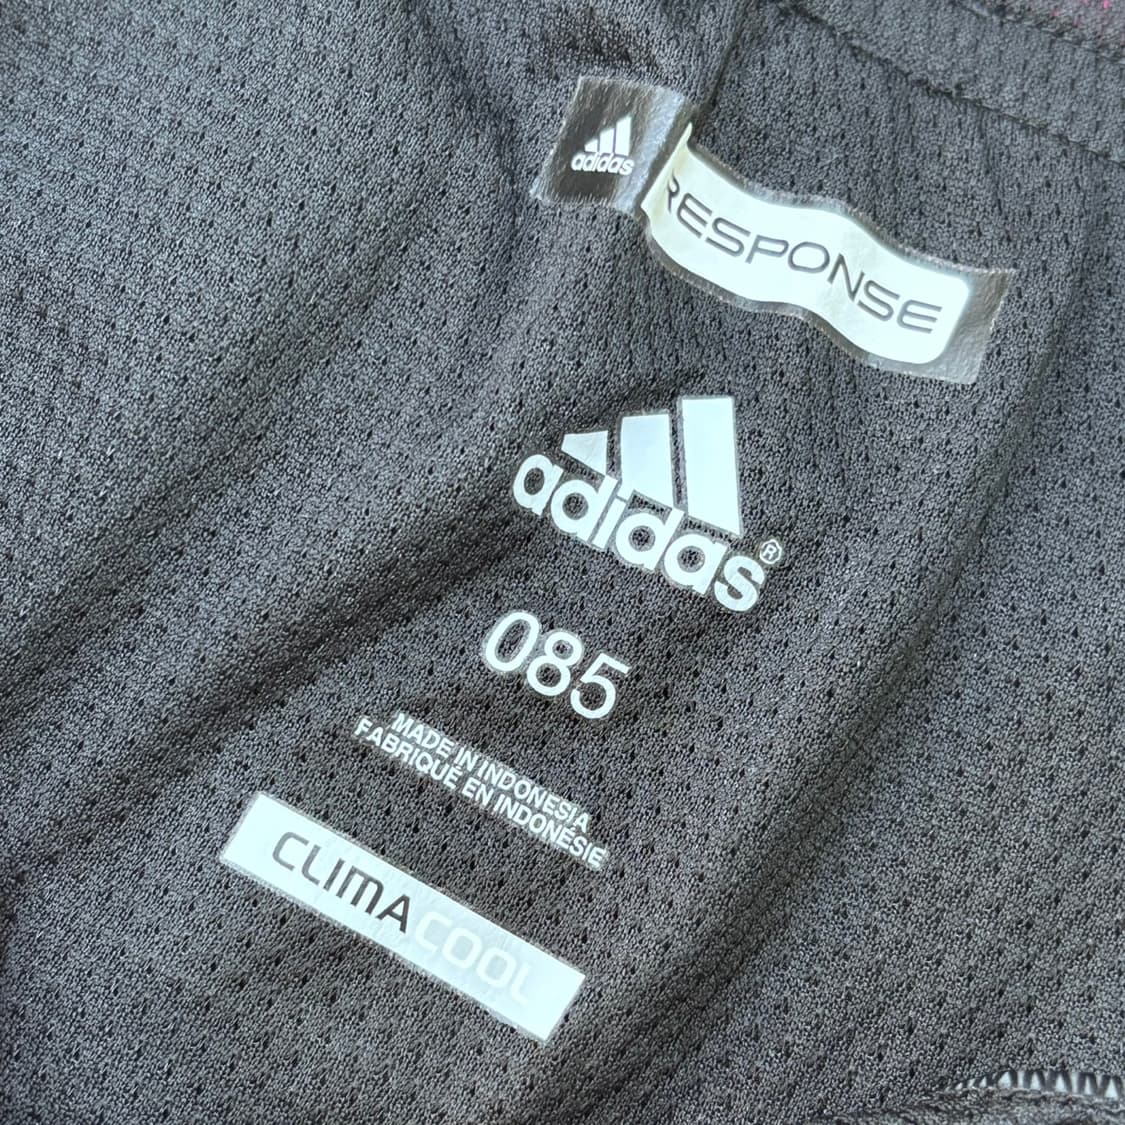 adidas
RESPONSE
adidas®
085
MADE IN INDONESIA
FABRIQUÉ EN INDONÉSIE
CLIMACOOL